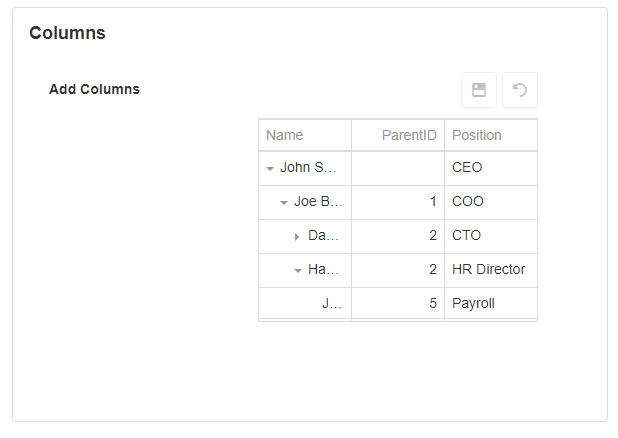 Columns
Add Columns
Name ParentID Position
John S... CEO
Joe B... 1 COO
Da... 2 CTO
Ha... 2 HR Director
J... 5 Payroll